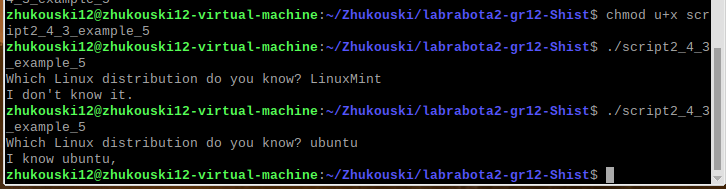 4_3_example_5
zhukouski12@zhukouski12-virtual-machine:~/Zhukouski/labrabota2-gr12-Shist$ chmod u+x scr
ipt2_4_3_example_5
zhukouski12@zhukouski12-virtual-machine:~/Zhukouski/labrabota2-gr12-Shist$ ./script2_4_3
_example_5
Which Linux distribution do you know? LinuxMint
I don't know it.
zhukouski12@zhukouski12-virtual-machine:~/Zhukouski/labrabota2-gr12-Shist$ ./script2_4_3
_example_5
Which Linux distribution do you know? ubuntu
I know ubuntu,
zhukouski12@zhukouski12-virtual-machine:~/Zhukouski/labrabota2-gr12-Shist$